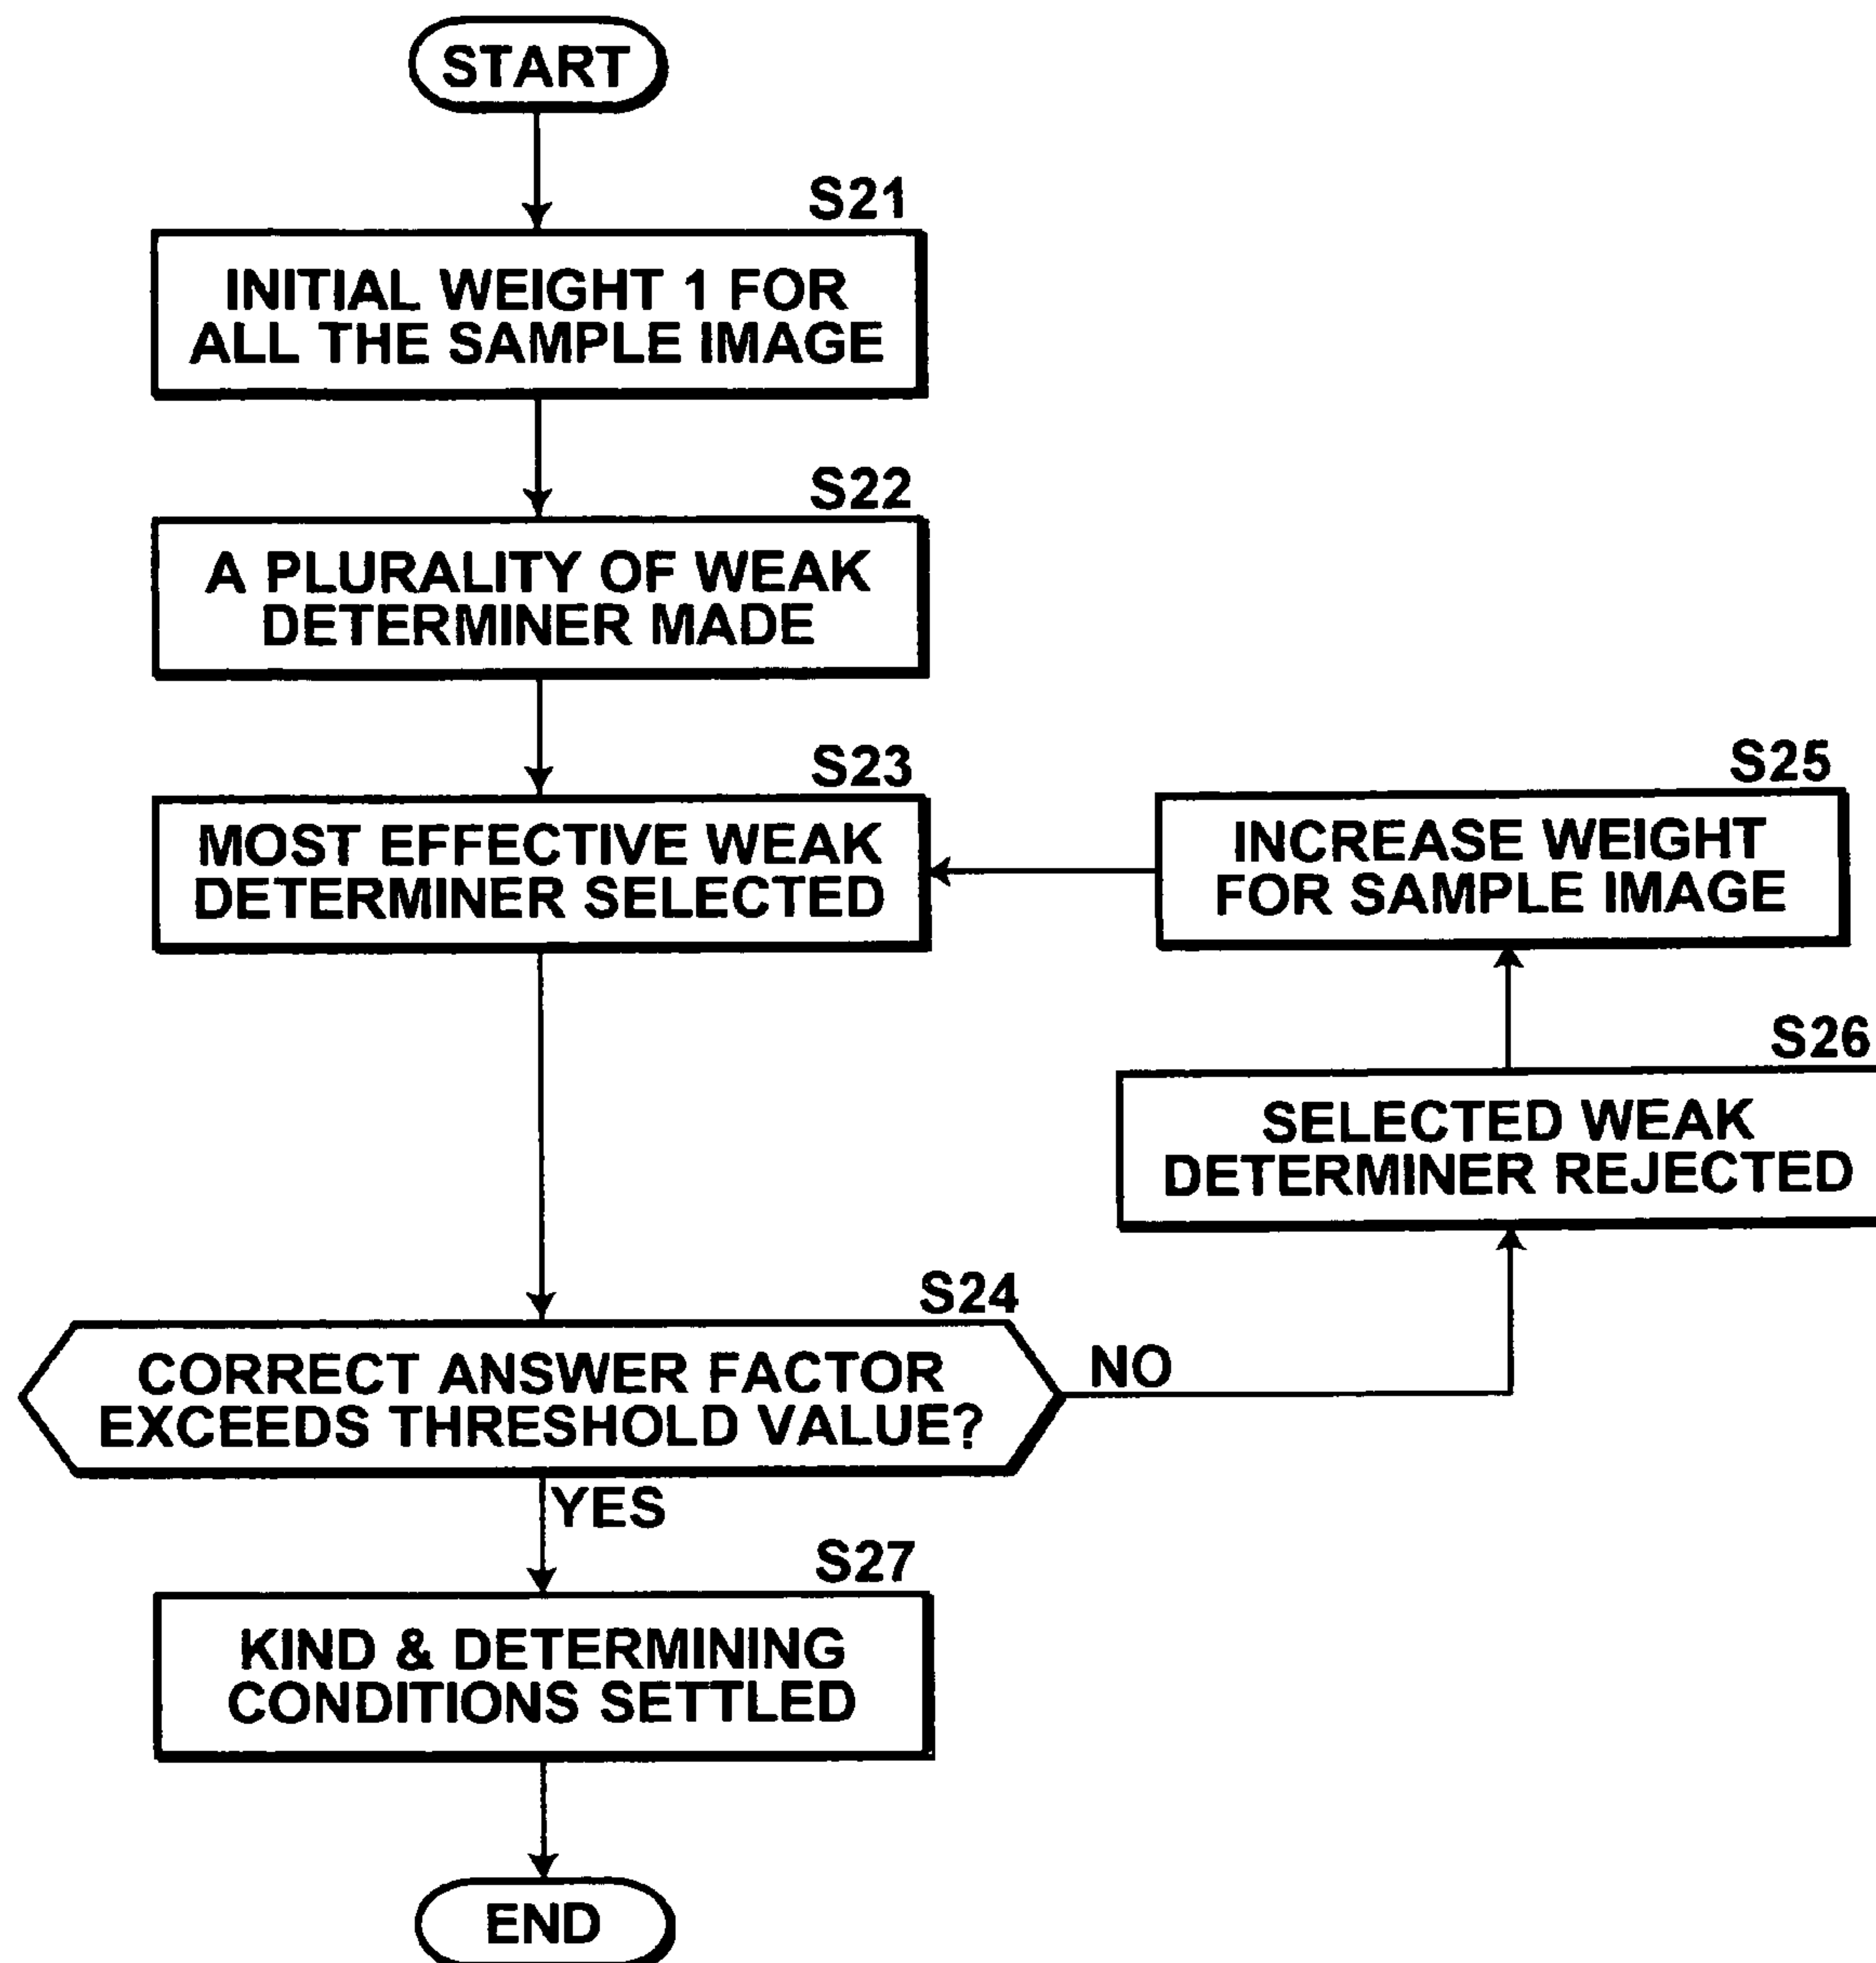 START
S21
INITIAL WEIGHT 1 FOR
ALL THE SAMPLE IMAGE
S22
A PLURALITY OF WEAK
DETERMINER MADE
S23
MOST EFFECTIVE WEAK
DETERMINER SELECTED
S25
INCREASE WEIGHT
FOR SAMPLE IMAGE
S26
SELECTED WEAK
DETERMINER REJECTED
S24
CORRECT ANSWER FACTOR
EXCEEDS THRESHOLD VALUE?
NO
YES
S27
KIND & DETERMINING
CONDITIONS SETTLED
END